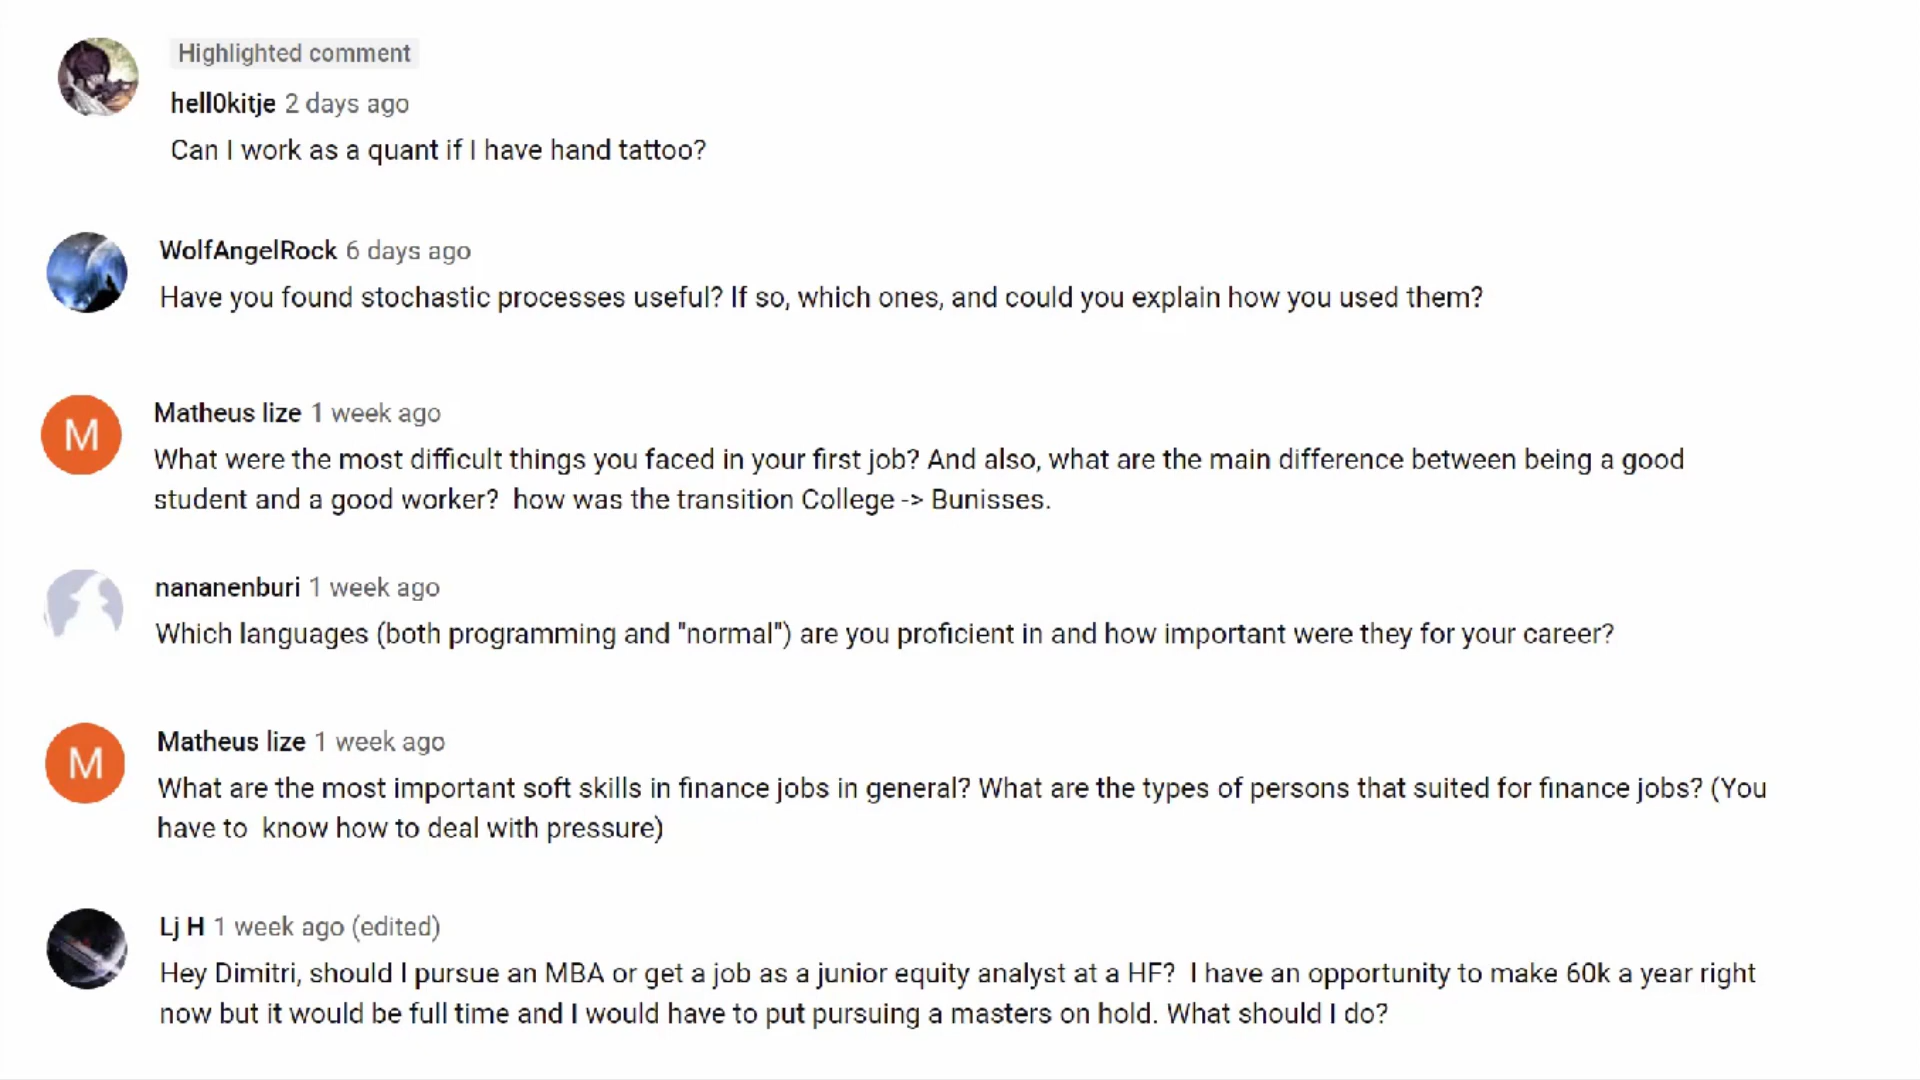 Highlighted comment
hell0kitje 2 days ago
Can I work as a quant if I have hand tattoo?
WolfAngelRock 6 days ago
Have you found stochastic processes useful? If so, which ones, and could you explain how you used them?
M
Matheus lize 1 week ago
What were the most difficult things you faced in your first job? And also, what are the main difference between being a good
student and a good worker?  how was the transition College -> Bunisses.
nananenburi 1 week ago
Which languages (both programming and "normal") are you proficient in and how important were they for your career?
M
Matheus lize 1 week ago
What are the most important soft skills in finance jobs in general? What are the types of persons that suited for finance jobs? (You
have to  know how to deal with pressure)
Lj H 1 week ago (edited)
Hey Dimitri, should I pursue an MBA or get a job as a junior equity analyst at a HF?  I have an opportunity to make 60k a year right
now but it would be full time and I would have to put pursuing a masters on hold. What should I do?